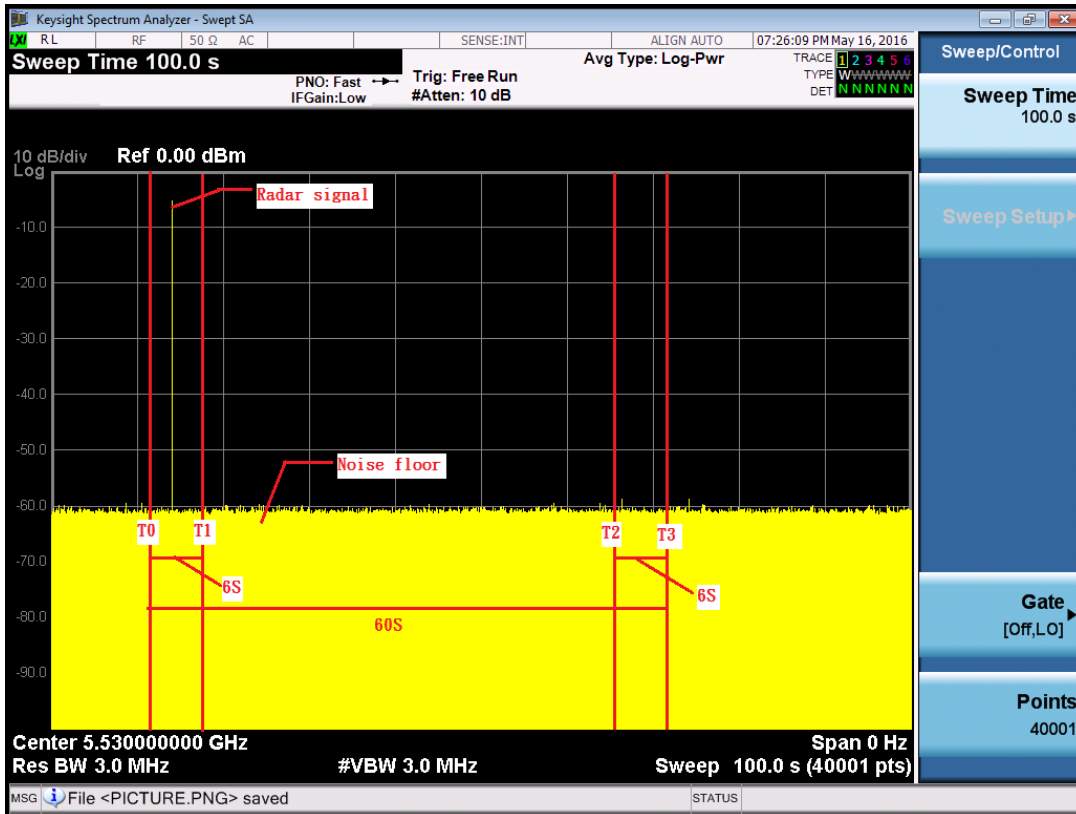 Keysight Spectrum Analyzer - Swept SA
LXI RL RF 50 Ω AC SENSE:INT ALIGN AUTO 07:26:09 PM May 16, 2016
Sweep Time 100.0 s
PNO: Fast
IFGain:Low
Trig: Free Run
#Atten: 10 dB
Avg Type: Log-Pwr
TRACE 1 2 3 4 5 6
TYPE WWWWWW
DET N N N N N N
10 dB/div
Log
Ref 0.00 dBm
Radar signal
-10.0
-20.0
-30.0
-40.0
-50.0
Noise floor
-60.0
T0 T1 T2 T3
-70.0
6S 6S
-80.0
60S
-90.0
Center 5.530000000 GHz
Span 0 Hz
Res BW 3.0 MHz
#VBW 3.0 MHz
Sweep 100.0 s (40001 pts)
MSG File <PICTURE.PNG> saved
STATUS
Sweep/Control
Sweep Time
100.0 s
Sweep Setup
Gate
[Off,LO]
Points
40001